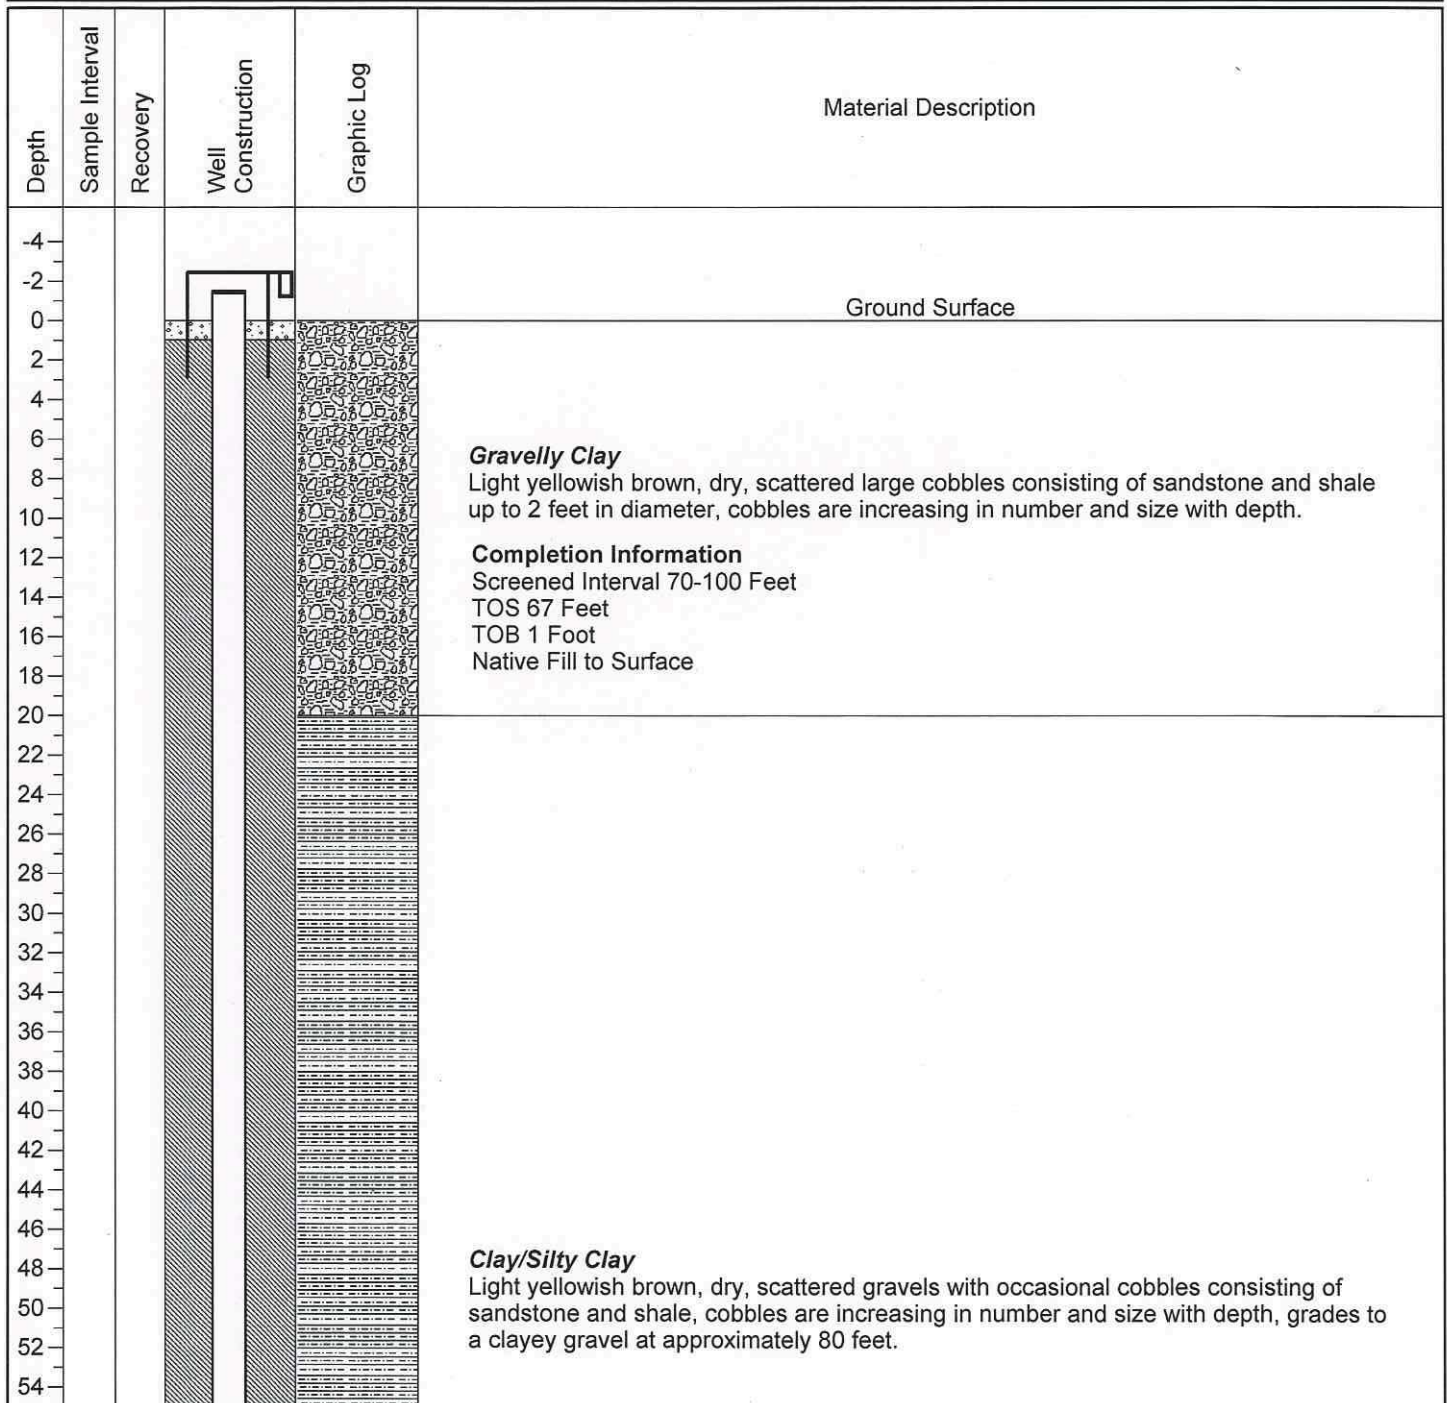 Depth
Sample Interval
Recovery
Well
Construction
Graphic Log
Material Description
-4
-2
Ground Surface
0
2
4
6
Gravelly Clay
8
Light yellowish brown, dry, scattered large cobbles consisting of sandstone and shale
up to 2 feet in diameter, cobbles are increasing in number and size with depth.
10
12
Completion Information
Screened Interval 70-100 Feet
14
TOS 67 Feet
16
TOB 1 Foot
Native Fill to Surface
18
20
22
24
26
28
30
32
34
36
38
40
42
44
46
Clay/Silty Clay
48
Light yellowish brown, dry, scattered gravels with occasional cobbles consisting of
50
sandstone and shale, cobbles are increasing in number and size with depth, grades to
52
a clayey gravel at approximately 80 feet.
54